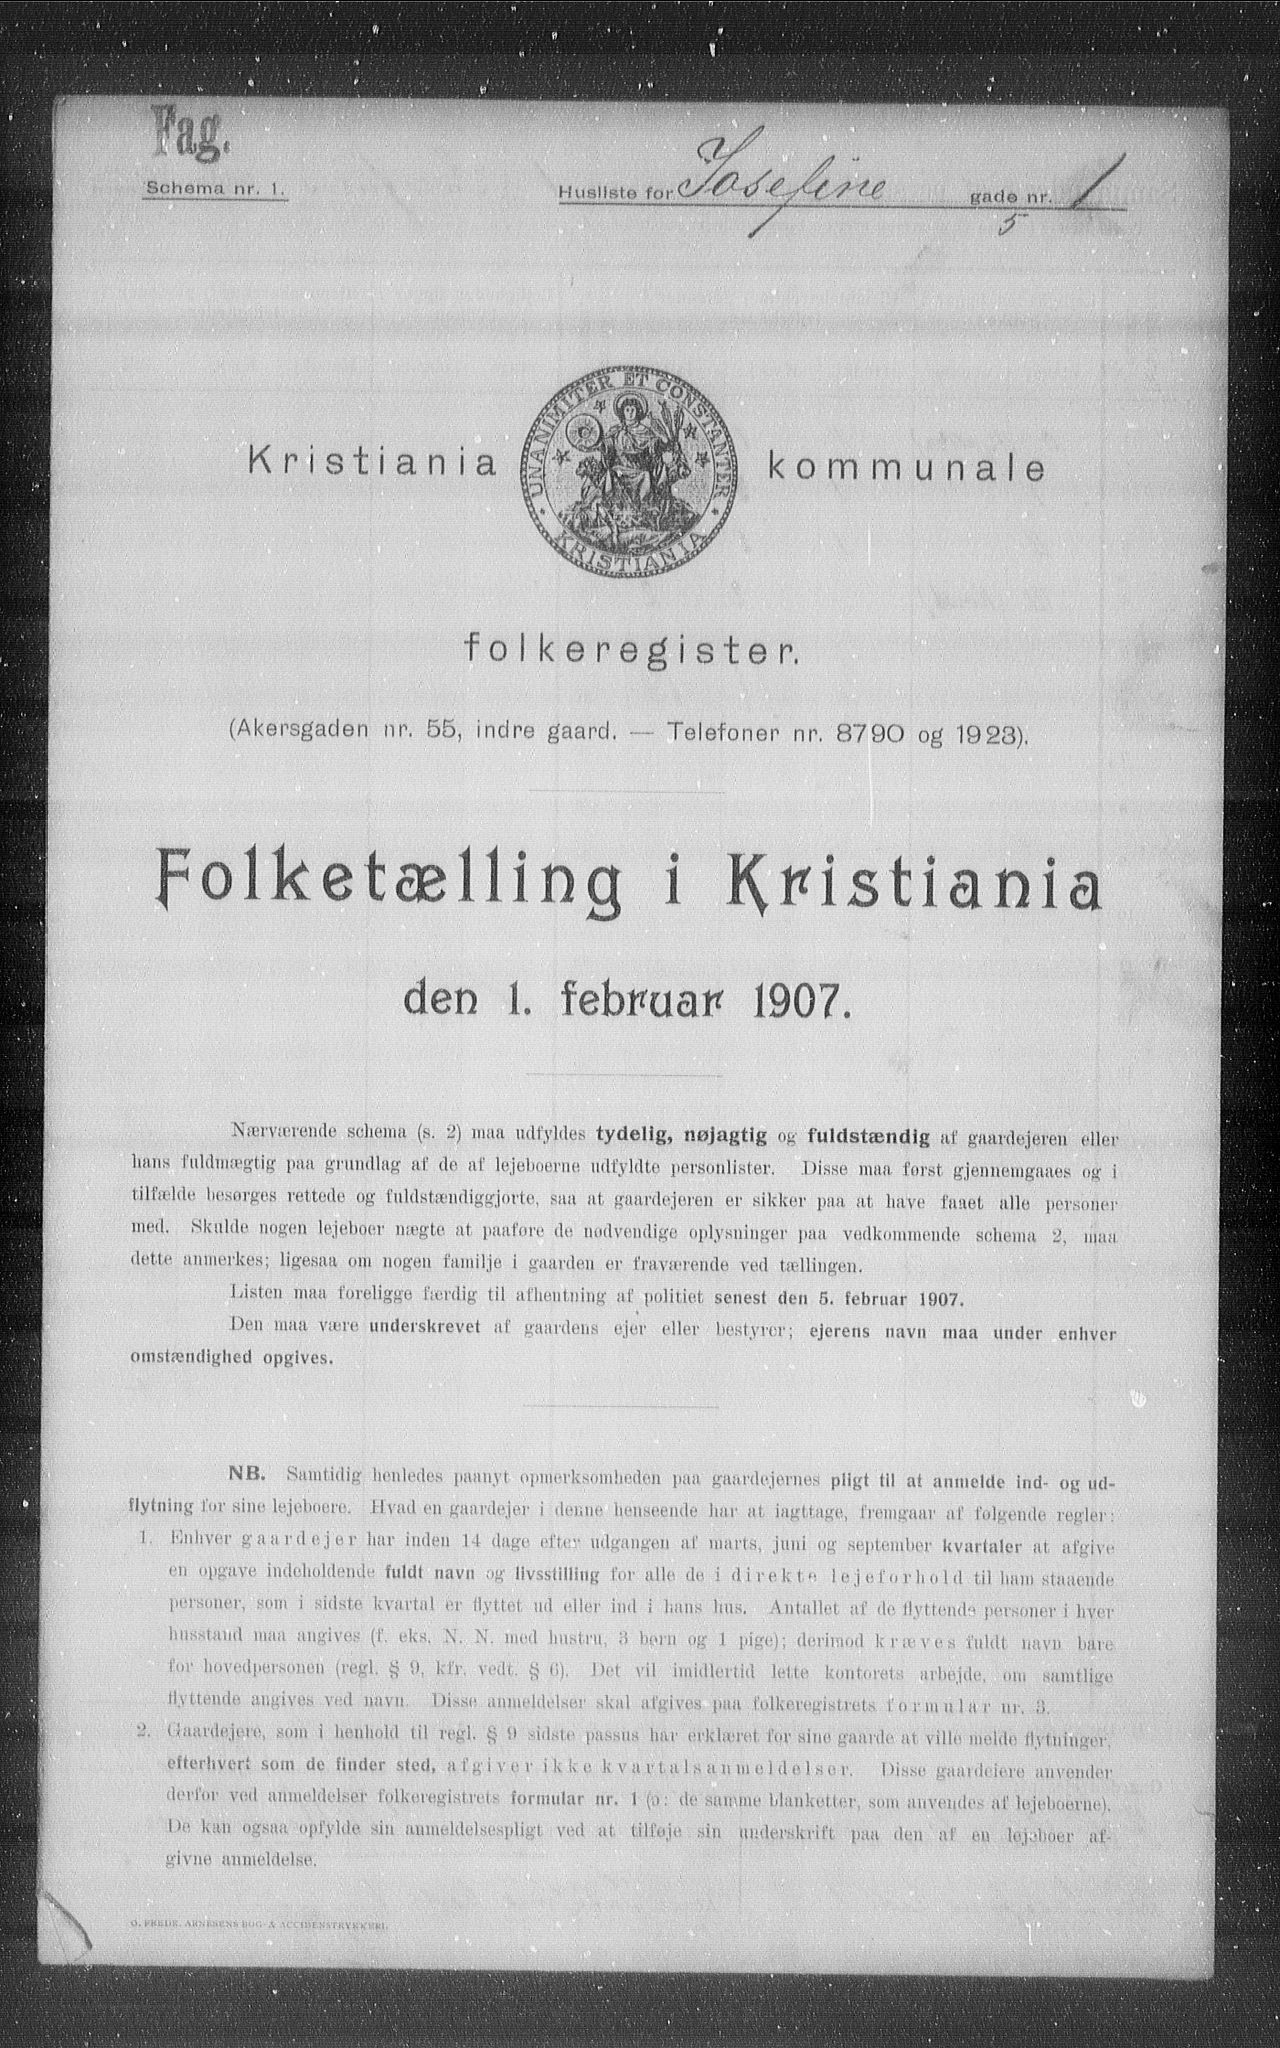 Fag.
Schema nr. 1.
Husliste for Josefine gade nr. 1
5
UNANIMITER ET CONSTANTER
KRISTIANIA
Kristiania kommunale
folkeregister.
(Akersgaden nr. 55, indre gaard. — Telefoner nr. 8790 og 1923).
Folketælling i Kristiania
den 1. februar 1907.
Nærværende schema (s. 2) maa udfyldes tydelig, nøjagtig og fuldstændig af gaardejeren eller
hans fuldmægtig paa grundlag af de af lejeboerne udfyldte personlister. Disse maa først gjennemgaaes og i
tilfælde besørges rettede og fuldstændiggjorte, saa at gaardejeren er sikker paa at have faaet alle personer
med. Skulde nogen lejeboer nægte at paaføre de nødvendige oplysninger paa vedkommende schema 2, maa
dette anmerkes; ligesaa om nogen familje i gaarden er fraværende ved tællingen.
Listen maa foreligge færdig til afhentning af politiet senest den 5. februar 1907.
Den maa være underskrevet af gaardens ejer eller bestyrer; ejerens navn maa under enhver
omstændighed opgives.
NB. Samtidig henledes paanyt opmerksomheden paa gaardejernes pligt til at anmelde ind- og ud-
flytning for sine lejeboere. Hvad en gaardejer i denne henseende har at iagttage, fremgaar af følgende regler:
1. Enhver gaardejer har inden 14 dage efter udgangen af marts, juni og september kvartaler at afgive
en opgave indeholdende fuldt navn og livsstilling for alle de i direkte lejeforhold til ham staaende
personer, som i sidste kvartal er flyttet ud eller ind i hans hus. Antallet af de flyttende personer i hver
husstand maa angives (f. eks. N. N. med hustru, 3 børn og 1 pige); derimod kræves fuldt navn bare
for hovedpersonen (regl. § 9, kfr. vedt. § 6). Det vil imidlertid lette kontorets arbejde, om samtlige
flyttende angives ved navn. Disse anmeldelser skal afgives paa folkeregistrets formular nr. 3.
2. Gaardejere, som i henhold til regl. § 9 sidste passus har erklæret for sine gaarde at ville melde flytninger,
efterhvert som de finder sted, afgiver ikke kvartalsanmeldelser. Disse gaardeiere anvender
derfor ved anmeldelser folkeregistrets formular nr. 1 (o: de samme blanketter, som anvendes af lejeboerne).
De kan ogsaa opfylde sin anmeldelsespligt ved at tilføje sin underskrift paa den af en lejeboer af-
givne anmeldelse.
O. FREDR. ARNESENS BOG- & ACCIDENSTRYKKERI.